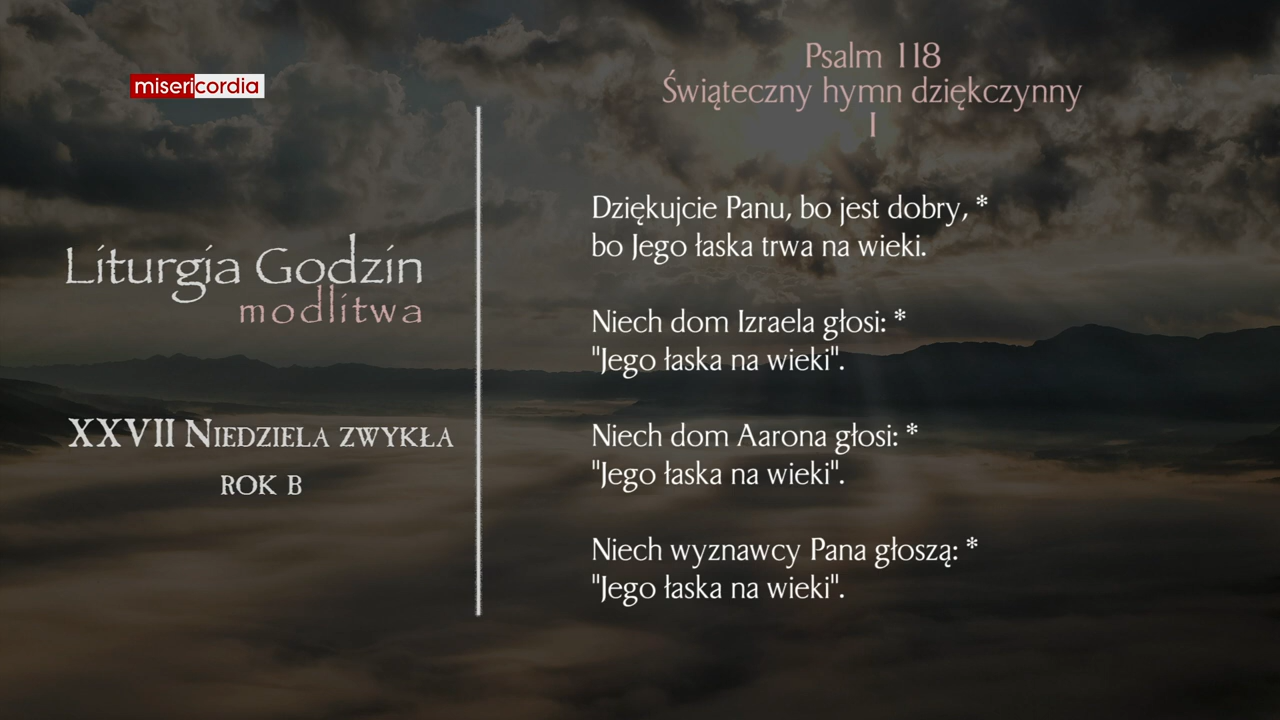 misericordia
Liturgia Godzin
modlitwa
XXVII Niedziela zwykła
rok B
Psalm 118
Świąteczny hymn dziękczynny
I
Dziękujcie Panu, bo jest dobry, *
bo Jego łaska trwa na wieki.
Niech dom Izraela głosi: *
"Jego łaska na wieki".
Niech dom Aarona głosi: *
"Jego łaska na wieki".
Niech wyznawcy Pana głoszą: *
"Jego łaska na wieki".